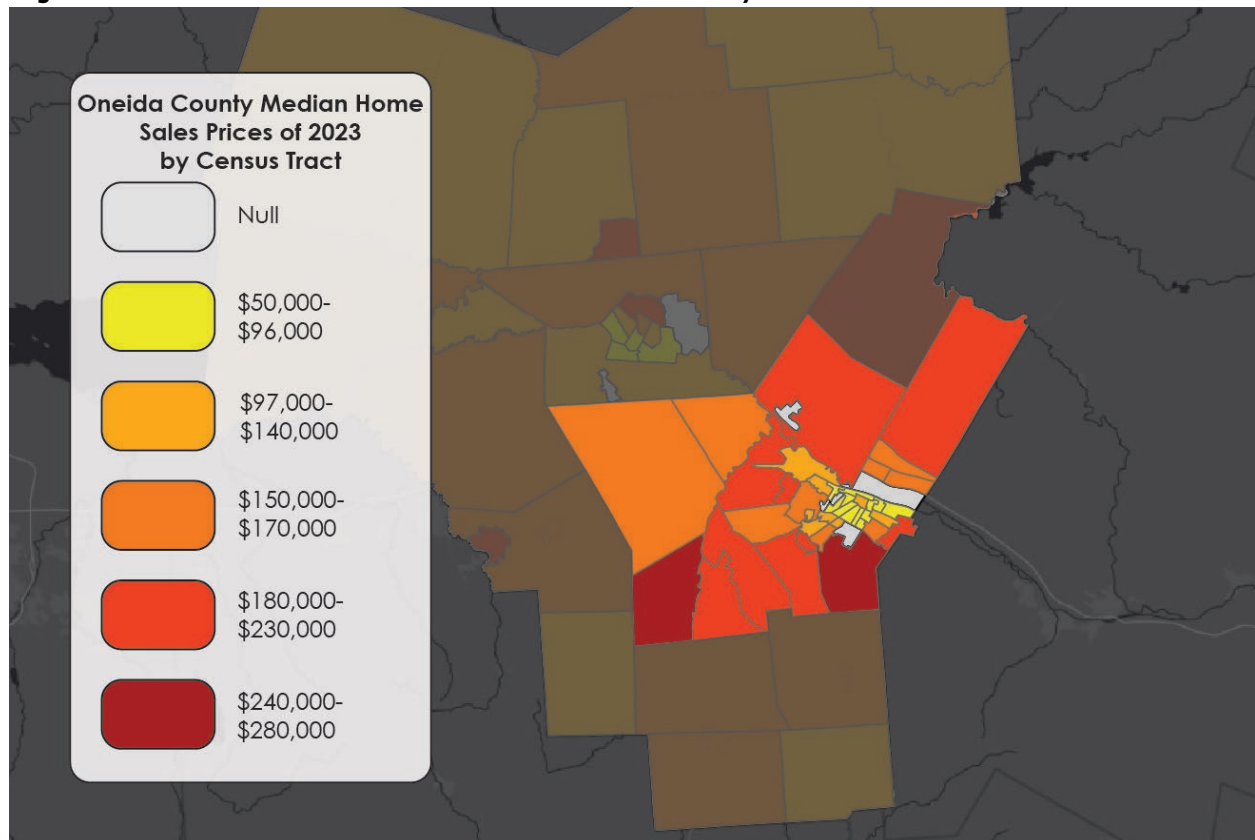 Oneida County Median Home
Sales Prices of 2023
by Census Tract
Null
$50,000-
$96,000
$97,000-
$140,000
$150,000-
$170,000
$180,000-
$230,000
$240,000-
$280,000